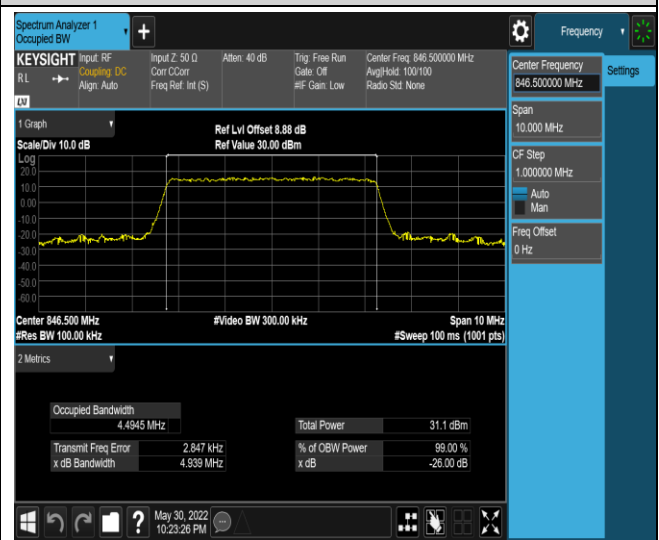 Spectrum Analyzer 1
Occupied BW
Frequency
KEYSIGHT
RL
LXI
Input: RF
Coupling: DC
Align: Auto
Input Z: 50 Ω
Corr CCorr
Freq Ref: Int (S)
Atten: 40 dB
Trig: Free Run
Gate: Off
#IF Gain: Low
Center Freq: 846.500000 MHz
Avg|Hold: 100/100
Radio Std: None
Center Frequency
846.500000 MHz
Settings
Span
10.000 MHz
CF Step
1.000000 MHz
Auto
Man
Freq Offset
0 Hz
1 Graph
Scale/Div 10.0 dB
Ref Lvl Offset 8.88 dB
Ref Value 30.00 dBm
Log
20.0
10.0
0.00
-10.0
-20.0
-30.0
-40.0
-50.0
-60.0
Center 846.500 MHz
#Video BW 300.00 kHz
Span 10 MHz
#Res BW 100.00 kHz
#Sweep 100 ms (1001 pts)
2 Metrics
Occupied Bandwidth
4.4945 MHz
Total Power 31.1 dBm
Transmit Freq Error 2.847 kHz
% of OBW Power 99.00 %
x dB Bandwidth 4.939 MHz
x dB -26.00 dB
?
May 30, 2022
10:23:26 PM